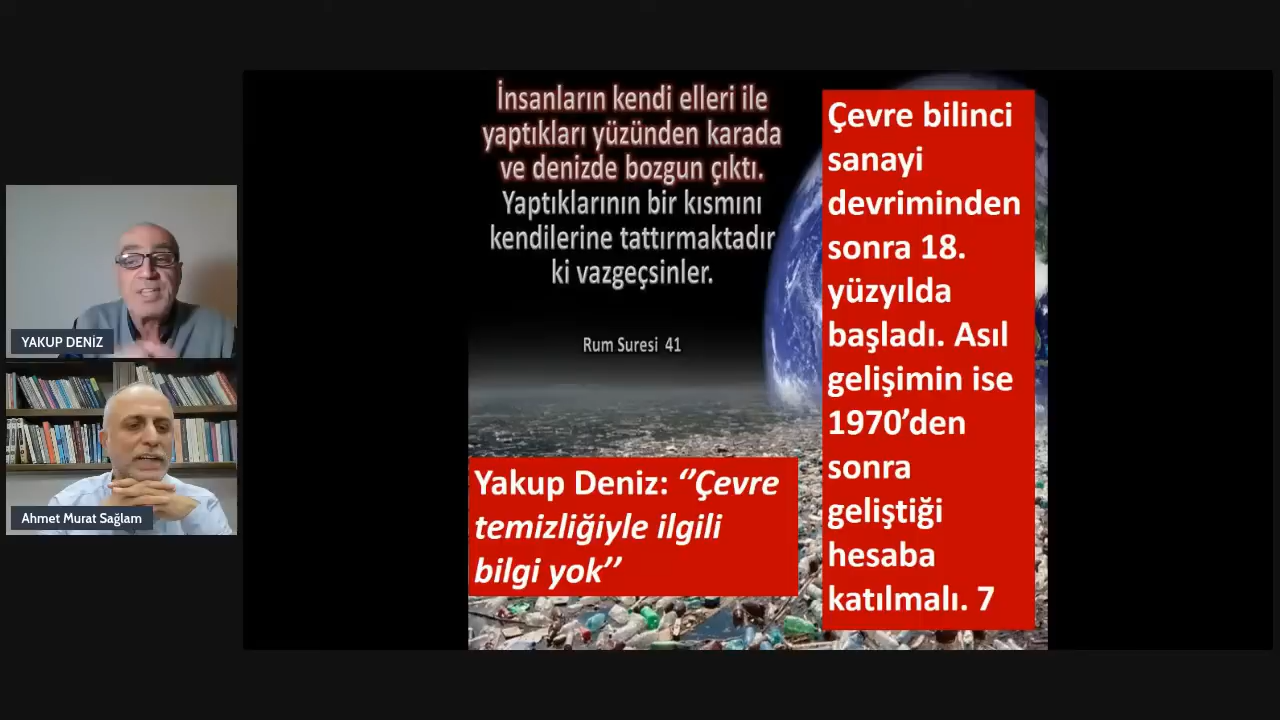 İnsanların kendi elleri ile
yaptıkları yüzünden karada
ve denizde bozgun çıktı.
Yaptıklarının bir kısmını
kendilerine tattırmaktadır
ki vazgeçsinler.
Rum Suresi 41
Yakup Deniz: ‘’Çevre
temizliğiyle ilgili
bilgi yok’’
Çevre bilinci
sanayi
devriminden
sonra 18.
yüzyılda
başladı. Asıl
gelişimin ise
1970’den
sonra
geliştiği
hesaba
katılmalı. 7
YAKUP DENİZ
Ahmet Murat Sağlam